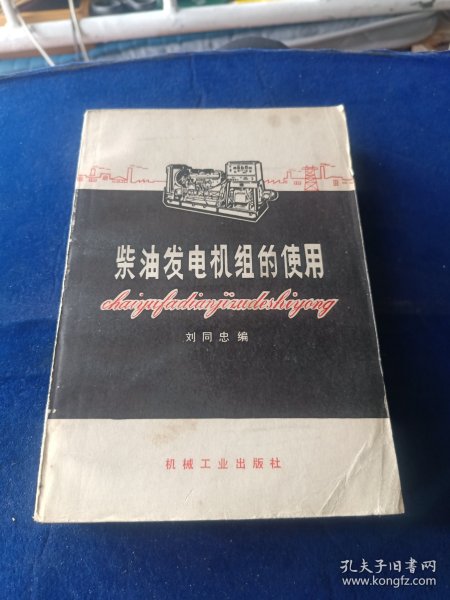 柴油发电机组的使用
chaiyufadianjizudeshiyong
刘同忠 编
机械工业出版社
孔夫子旧书网
www.kongfz.com